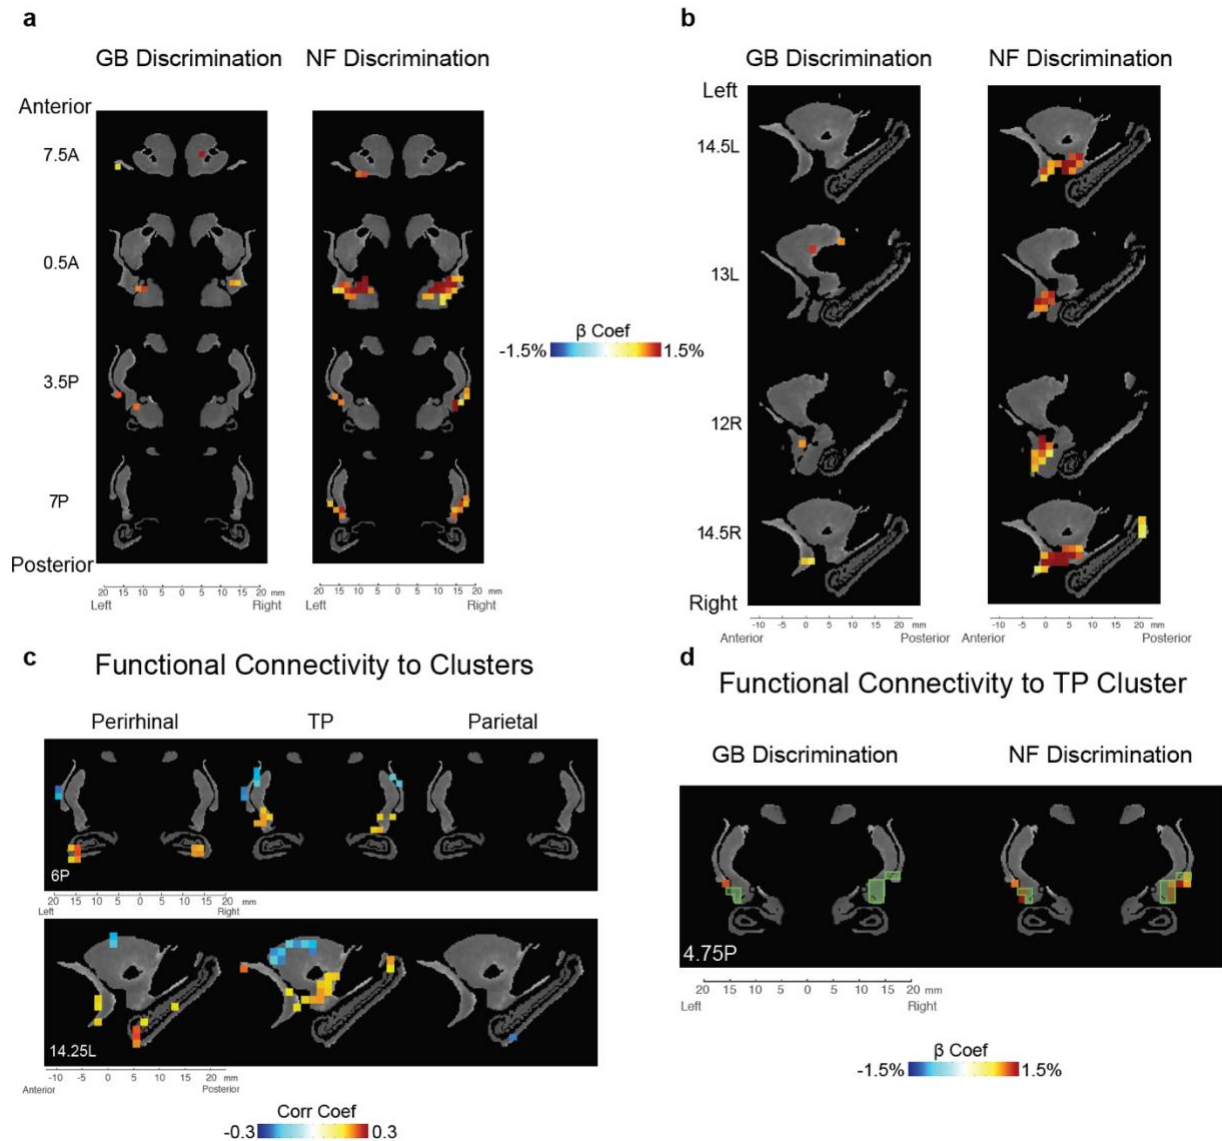 a
GB Discrimination NF Discrimination
Anterior
7.5A
0.5A
3.5P
7P
Posterior
20 15 10 5 0 5 10 15 20 mm
Left Right
20 15 10 5 0 5 10 15 20 mm
Left Right
β Coef
-1.5% 1.5%
b
GB Discrimination NF Discrimination
Left
14.5L
13L
12R
14.5R
Right
-10 -5 0 5 10 15 20 mm
Anterior Posterior
-10 -5 0 5 10 15 20 mm
Anterior Posterior
c
Functional Connectivity to Clusters
Perirhinal TP Parietal
6P
20 15 10 5 0 5 10 15 20 mm
Left Right
14.25L
-10 -5 0 5 10 15 20 mm
Anterior Posterior
Corr Coef
-0.3 0.3
d
Functional Connectivity to TP Cluster
GB Discrimination NF Discrimination
4.75P
20 15 10 5 0 5 10 15 20 mm
Left Right
β Coef
-1.5% 1.5%